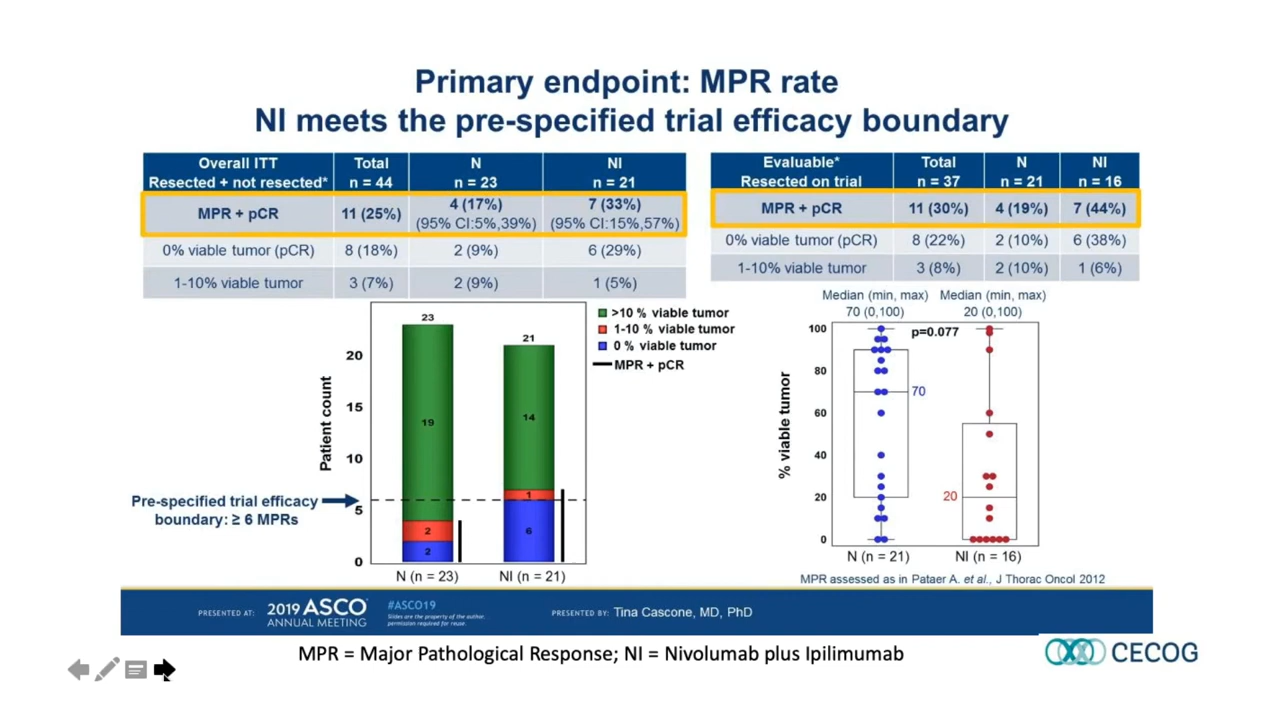 Primary endpoint: MPR rate
NI meets the pre-specified trial efficacy boundary
Overall ITT
Resected + not resected*
Total
n = 44
N
n = 23
NI
n = 21
MPR + pCR
11 (25%)
4 (17%)
(95% CI:5%,39%)
7 (33%)
(95% CI:15%,57%)
0% viable tumor (pCR)
8 (18%)
2 (9%)
6 (29%)
1-10% viable tumor
3 (7%)
2 (9%)
1 (5%)
Evaluable*
Resected on trial
Total
n = 37
N
n = 21
NI
n = 16
MPR + pCR
11 (30%)
4 (19%)
7 (44%)
0% viable tumor (pCR)
8 (22%)
2 (10%)
6 (38%)
1-10% viable tumor
3 (8%)
2 (10%)
1 (6%)
Patient count
20
15
10
5
0
23
19
2
2
21
14
1
6
N (n = 23)
NI (n = 21)
>10 % viable tumor
1-10 % viable tumor
0 % viable tumor
MPR + pCR
Pre-specified trial efficacy
boundary: ≥ 6 MPRs
Median (min, max)
70 (0,100)
Median (min, max)
20 (0,100)
p=0.077
% viable tumor
100
80
60
40
20
0
70
20
N (n = 21)
NI (n = 16)
MPR assessed as in Pataer A. et al., J Thorac Oncol 2012
PRESENTED AT:
2019 ASCO
ANNUAL MEETING
#ASCO19
Slides are the property of the author,
permission required for reuse.
PRESENTED BY: Tina Cascone, MD, PhD
MPR = Major Pathological Response; NI = Nivolumab plus Ipilimumab
CECOG